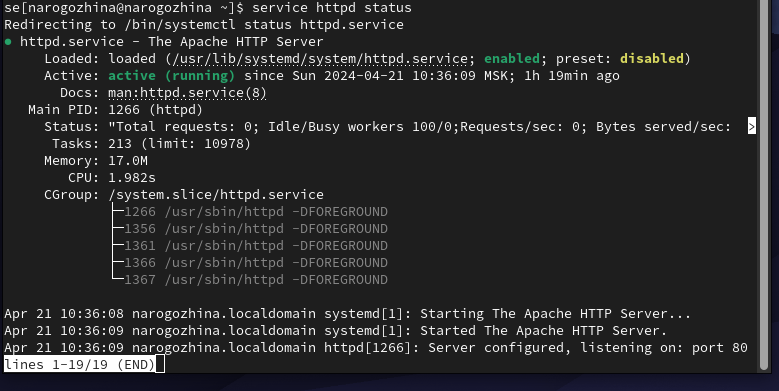 se[narogozhina@narogozhina ~]$ service httpd status
Redirecting to /bin/systemctl status httpd.service
● httpd.service - The Apache HTTP Server
     Loaded: loaded (/usr/lib/systemd/system/httpd.service; enabled; preset: disabled)
     Active: active (running) since Sun 2024-04-21 10:36:09 MSK; 1h 19min ago
       Docs: man:httpd.service(8)
   Main PID: 1266 (httpd)
     Status: "Total requests: 0; Idle/Busy workers 100/0;Requests/sec: 0; Bytes served/sec: >
      Tasks: 213 (limit: 10978)
     Memory: 17.0M
        CPU: 1.982s
     CGroup: /system.slice/httpd.service
             ├─1266 /usr/sbin/httpd -DFOREGROUND
             ├─1356 /usr/sbin/httpd -DFOREGROUND
             ├─1361 /usr/sbin/httpd -DFOREGROUND
             ├─1366 /usr/sbin/httpd -DFOREGROUND
             └─1367 /usr/sbin/httpd -DFOREGROUND
Apr 21 10:36:08 narogozhina.localdomain systemd[1]: Starting The Apache HTTP Server...
Apr 21 10:36:09 narogozhina.localdomain systemd[1]: Started The Apache HTTP Server.
Apr 21 10:36:09 narogozhina.localdomain httpd[1266]: Server configured, listening on: port 80
lines 1-19/19 (END)